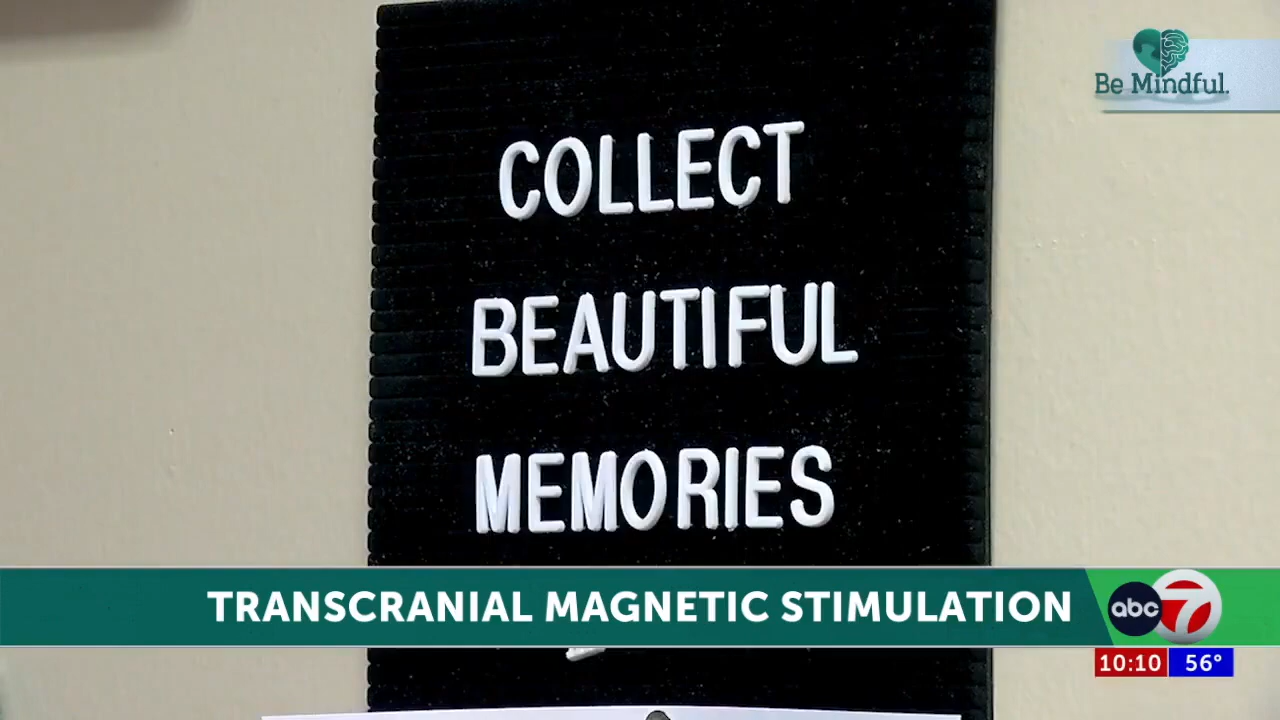 Be Mindful.
COLLECT
BEAUTIFUL
MEMORIES
TRANSCRANIAL MAGNETIC STIMULATION
abc 7
10:10 56°